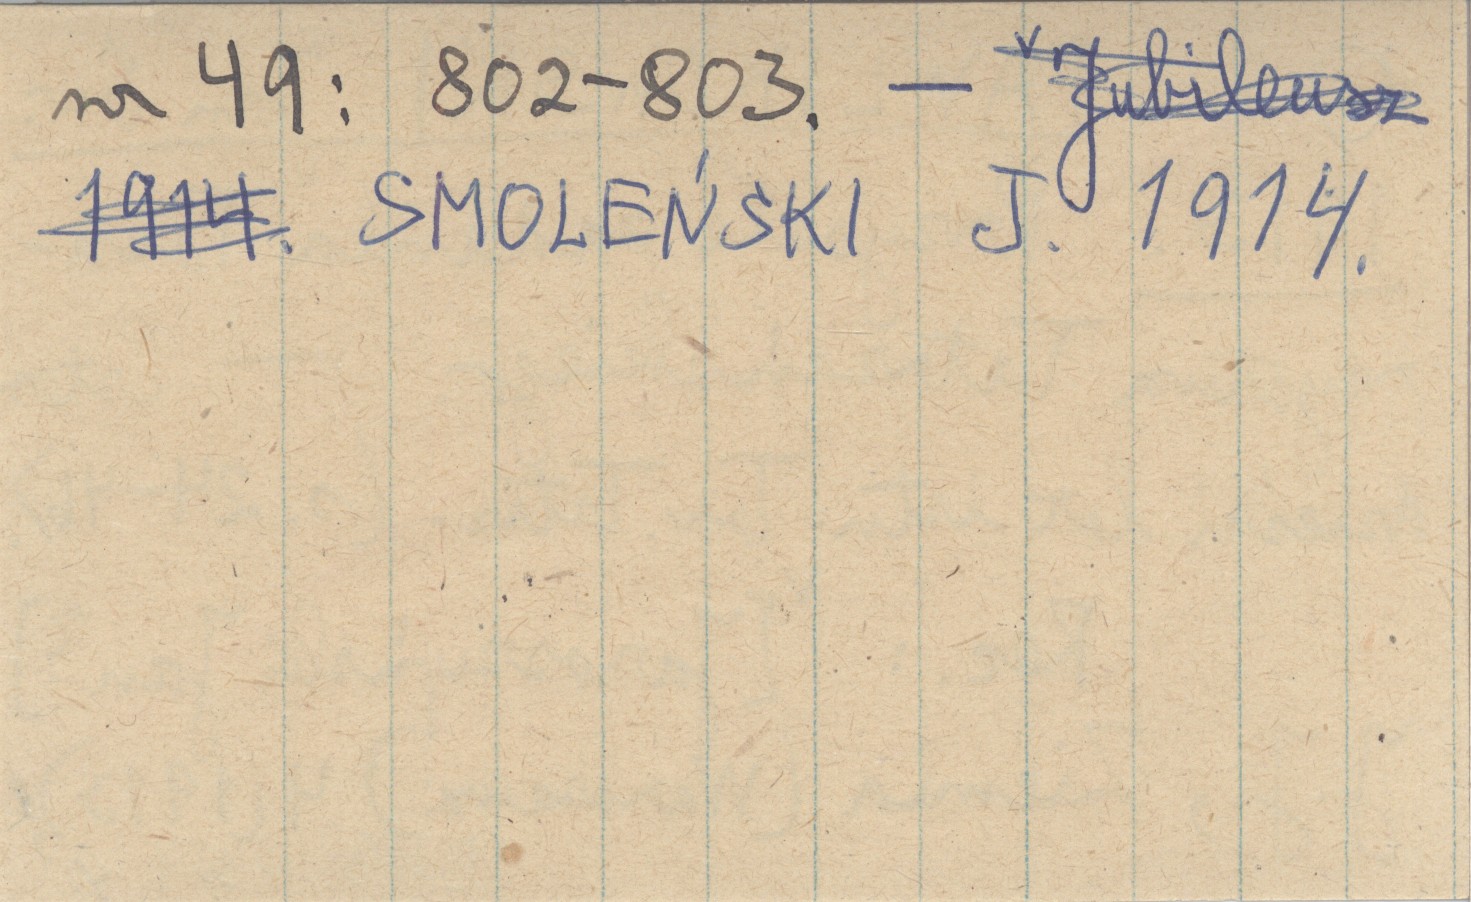 nr 49: 802-803. — Jubileusz
1914. SMOLEŃSKI J. 1914.